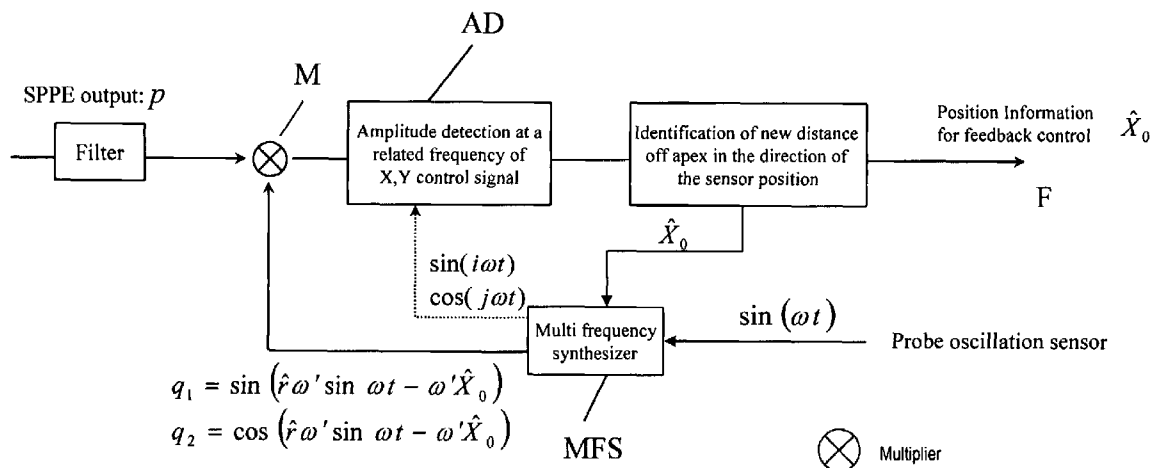 AD
M
SPPE output: p
Filter
Amplitude detection at a
related frequency of
X,Y control signal
Identification of new distance
off apex in the direction of
the sensor position
Position Information
for feedback control
X̂₀
F
X̂₀
sin(iωt)
cos(jωt)
Multi frequency
synthesizer
sin(ωt)
Probe oscillation sensor
q₁ = sin(r̂ω'sin ωt − ω'X̂₀)
q₂ = cos(r̂ω'sin ωt − ω'X̂₀)
MFS
Multiplier